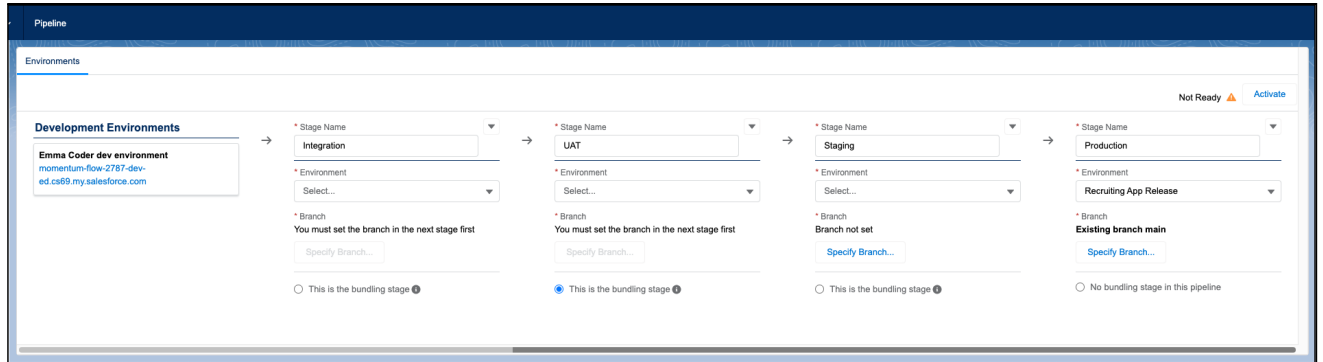 Pipeline
Environments
Not Ready
Activate
Development Environments
Emma Coder dev environment
momentum-flow-2787-dev-
ed.cs69.my.salesforce.com
* Stage Name
Integration
* Environment
Select...
* Branch
You must set the branch in the next stage first
Specify Branch...
This is the bundling stage
* Stage Name
UAT
* Environment
Select...
* Branch
You must set the branch in the next stage first
Specify Branch...
This is the bundling stage
* Stage Name
Staging
* Environment
Select...
* Branch
Branch not set
Specify Branch...
This is the bundling stage
* Stage Name
Production
* Environment
Recruiting App Release
* Branch
Existing branch main
Specify Branch...
No bundling stage in this pipeline